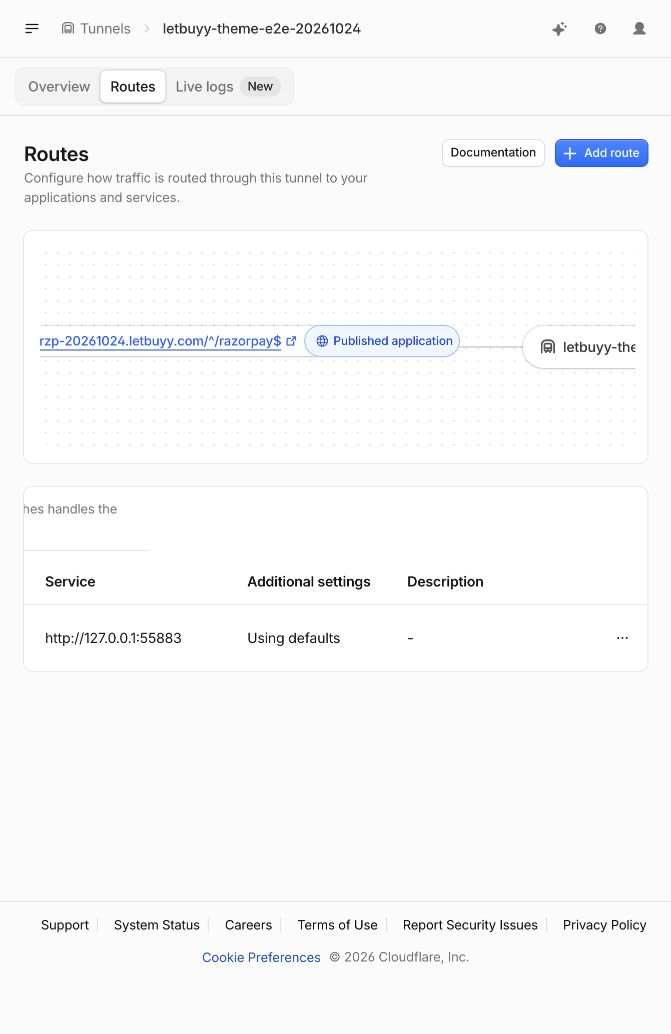 Tunnels > letbuyy-theme-e2e-20261024
Overview Routes Live logs New
Routes
Documentation + Add route
Configure how traffic is routed through this tunnel to your
applications and services.
rzp-20261024.letbuyy.com/^/razorpay$ Published application letbuyy-the
hes handles the
Service Additional settings Description
http://127.0.0.1:55883 Using defaults - ...
Support System Status Careers Terms of Use Report Security Issues Privacy Policy
Cookie Preferences © 2026 Cloudflare, Inc.